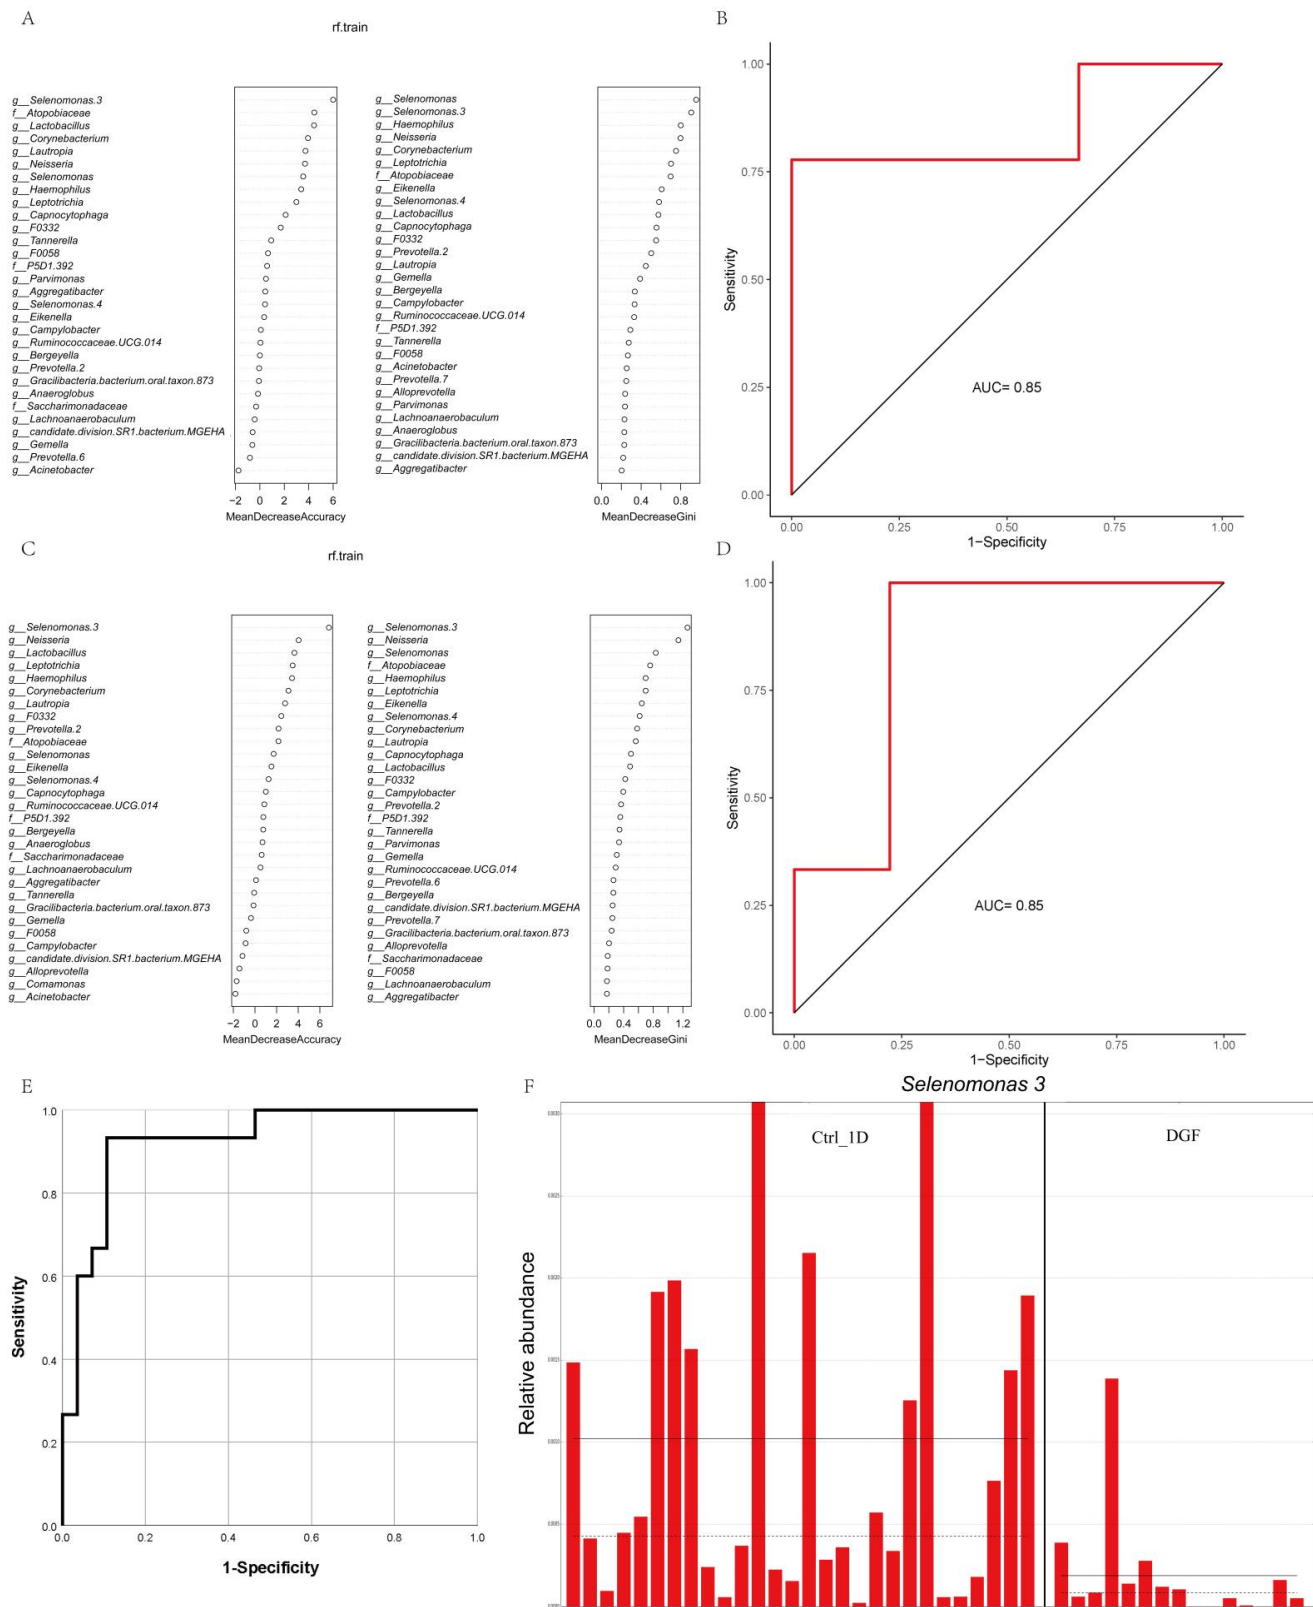 A
rf.train
g__Selenomonas.3
f__Atopobiaceae
g__Lactobacillus
g__Corynebacterium
g__Lautropia
g__Neisseria
g__Selenomonas
g__Haemophilus
g__Leptotrichia
g__Capnocytophaga
g__F0332
g__Tannerella
g__F0058
f__P5D1.392
g__Parvimonas
g__Aggregatibacter
g__Selenomonas.4
g__Eikenella
g__Campylobacter
g__Ruminococcaceae.UCG.014
g__Bergeyella
g__Prevotella.2
g__Gracilibacteria.bacterium.oral.taxon.873
g__Anaeroglobus
f__Saccharimonadaceae
g__Lachnoanaerobaculum
g__candidate.division.SR1.bacterium.MGEHA
g__Gemella
g__Prevotella.6
g__Acinetobacter
−2 0 2 4 6
MeanDecreaseAccuracy
g__Selenomonas
g__Selenomonas.3
g__Haemophilus
g__Neisseria
g__Corynebacterium
g__Leptotrichia
f__Atopobiaceae
g__Eikenella
g__Selenomonas.4
g__Lactobacillus
g__Capnocytophaga
g__F0332
g__Prevotella.2
g__Lautropia
g__Gemella
g__Bergeyella
g__Campylobacter
g__Ruminococcaceae.UCG.014
f__P5D1.392
g__Tannerella
g__F0058
g__Acinetobacter
g__Prevotella.7
g__Alloprevotella
g__Parvimonas
g__Lachnoanaerobaculum
g__Anaeroglobus
g__Gracilibacteria.bacterium.oral.taxon.873
g__candidate.division.SR1.bacterium.MGEHA
g__Aggregatibacter
0.0 0.4 0.8
MeanDecreaseGini
B
1.00
0.75
0.50
0.25
0.00
Sensitivity
AUC= 0.85
0.00 0.25 0.50 0.75 1.00
1−Specificity
C
rf.train
g__Selenomonas.3
g__Neisseria
g__Lactobacillus
g__Leptotrichia
g__Haemophilus
g__Corynebacterium
g__Lautropia
g__F0332
g__Prevotella.2
f__Atopobiaceae
g__Selenomonas
g__Eikenella
g__Selenomonas.4
g__Capnocytophaga
g__Ruminococcaceae.UCG.014
f__P5D1.392
g__Bergeyella
g__Anaeroglobus
f__Saccharimonadaceae
g__Lachnoanaerobaculum
g__Aggregatibacter
g__Tannerella
g__Gracilibacteria.bacterium.oral.taxon.873
g__Gemella
g__F0058
g__Campylobacter
g__candidate.division.SR1.bacterium.MGEHA
g__Alloprevotella
g__Comamonas
g__Acinetobacter
−2 0 2 4 6
MeanDecreaseAccuracy
g__Selenomonas.3
g__Neisseria
g__Selenomonas
f__Atopobiaceae
g__Haemophilus
g__Leptotrichia
g__Eikenella
g__Selenomonas.4
g__Corynebacterium
g__Lautropia
g__Capnocytophaga
g__Lactobacillus
g__F0332
g__Campylobacter
g__Prevotella.2
f__P5D1.392
g__Tannerella
g__Parvimonas
g__Gemella
g__Ruminococcaceae.UCG.014
g__Prevotella.6
g__Bergeyella
g__candidate.division.SR1.bacterium.MGEHA
g__Prevotella.7
g__Gracilibacteria.bacterium.oral.taxon.873
g__Alloprevotella
f__Saccharimonadaceae
g__F0058
g__Lachnoanaerobaculum
g__Aggregatibacter
0.0 0.4 0.8 1.2
MeanDecreaseGini
D
1.00
0.75
0.50
0.25
0.00
Sensitivity
AUC= 0.85
0.00 0.25 0.50 0.75 1.00
1−Specificity
E
1.0
0.8
0.6
0.4
0.2
0.0
Sensitivity
0.0 0.2 0.4 0.6 0.8 1.0
1-Specificity
F
Selenomonas 3
Ctrl_1D
DGF
Relative abundance
0.0030
0.0025
0.0020
0.0015
0.0010
0.0005
0.0000